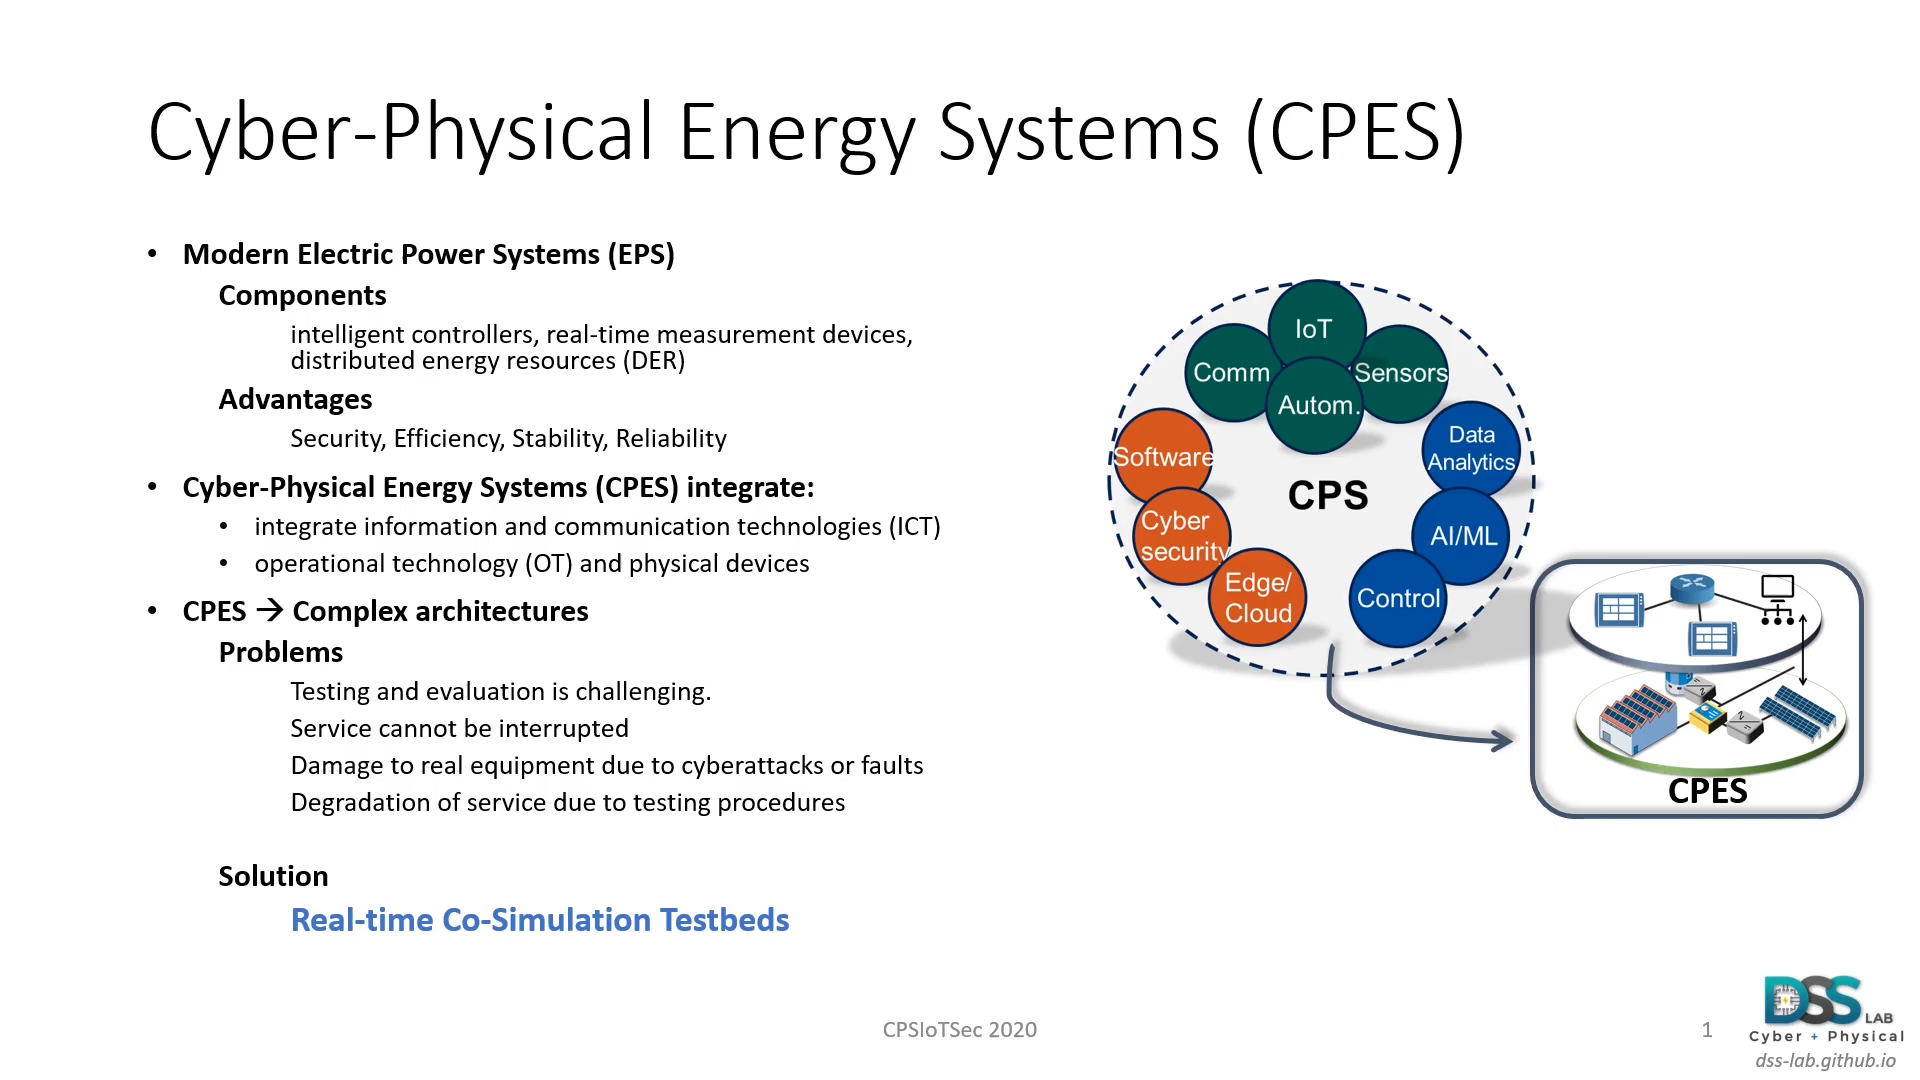 Cyber-Physical Energy Systems (CPES)
• Modern Electric Power Systems (EPS)
Components
intelligent controllers, real-time measurement devices,
distributed energy resources (DER)
Advantages
Security, Efficiency, Stability, Reliability
• Cyber-Physical Energy Systems (CPES) integrate:
• integrate information and communication technologies (ICT)
• operational technology (OT) and physical devices
• CPES → Complex architectures
Problems
Testing and evaluation is challenging.
Service cannot be interrupted
Damage to real equipment due to cyberattacks or faults
Degradation of service due to testing procedures
Solution
Real-time Co-Simulation Testbeds
IoT
Comm
Sensors
Autom.
Software
Data
Analytics
CPS
Cyber
security
AI/ML
Edge/
Cloud
Control
CPES
CPSIoTSec 2020
1
DSS LAB
Cyber + Physical
dss-lab.github.io